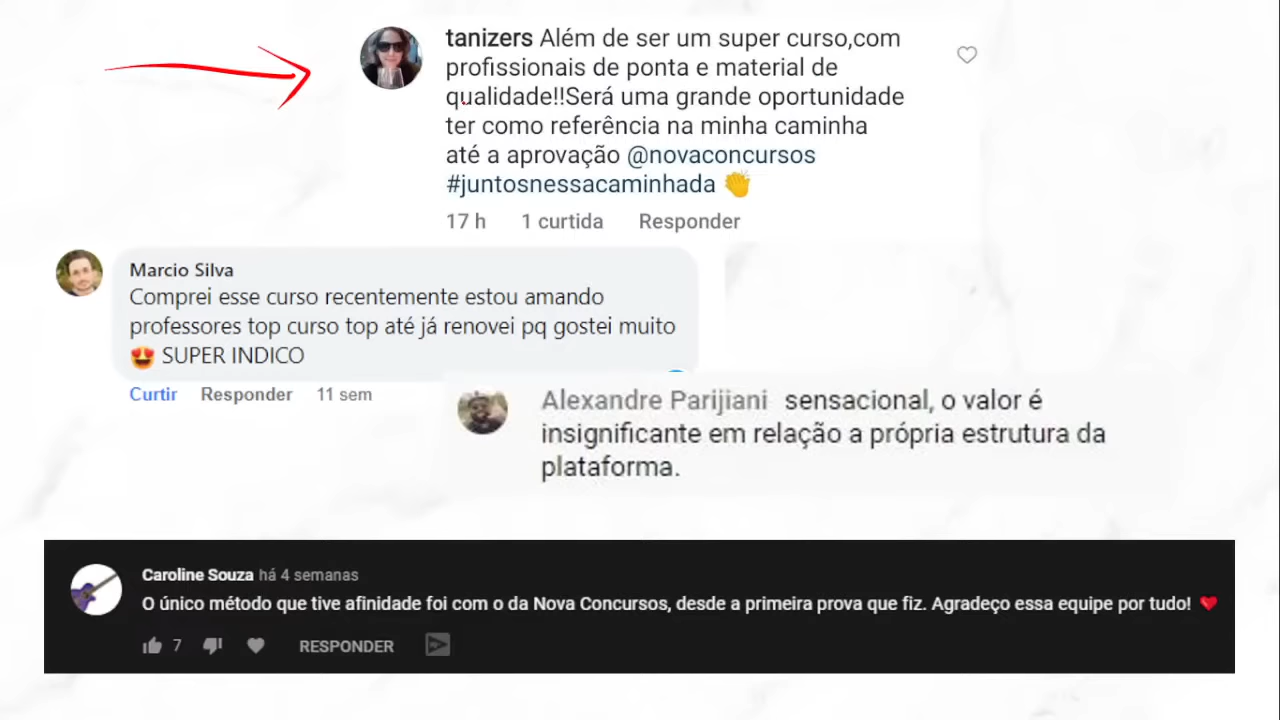 tanizers Além de ser um super curso,com
profissionais de ponta e material de
qualidade!!Será uma grande oportunidade
ter como referência na minha caminha
até a aprovação @novaconcursos
#juntosnessacaminhada 👏
17 h 1 curtida Responder
Marcio Silva
Comprei esse curso recentemente estou amando
professores top curso top até já renovei pq gostei muito
😍 SUPER INDICO
Curtir Responder 11 sem
Alexandre Parijiani sensacional, o valor é
insignificante em relação a própria estrutura da
plataforma.
Caroline Souza há 4 semanas
O único método que tive afinidade foi com o da Nova Concursos, desde a primeira prova que fiz. Agradeço essa equipe por tudo! ❤️
7 RESPONDER